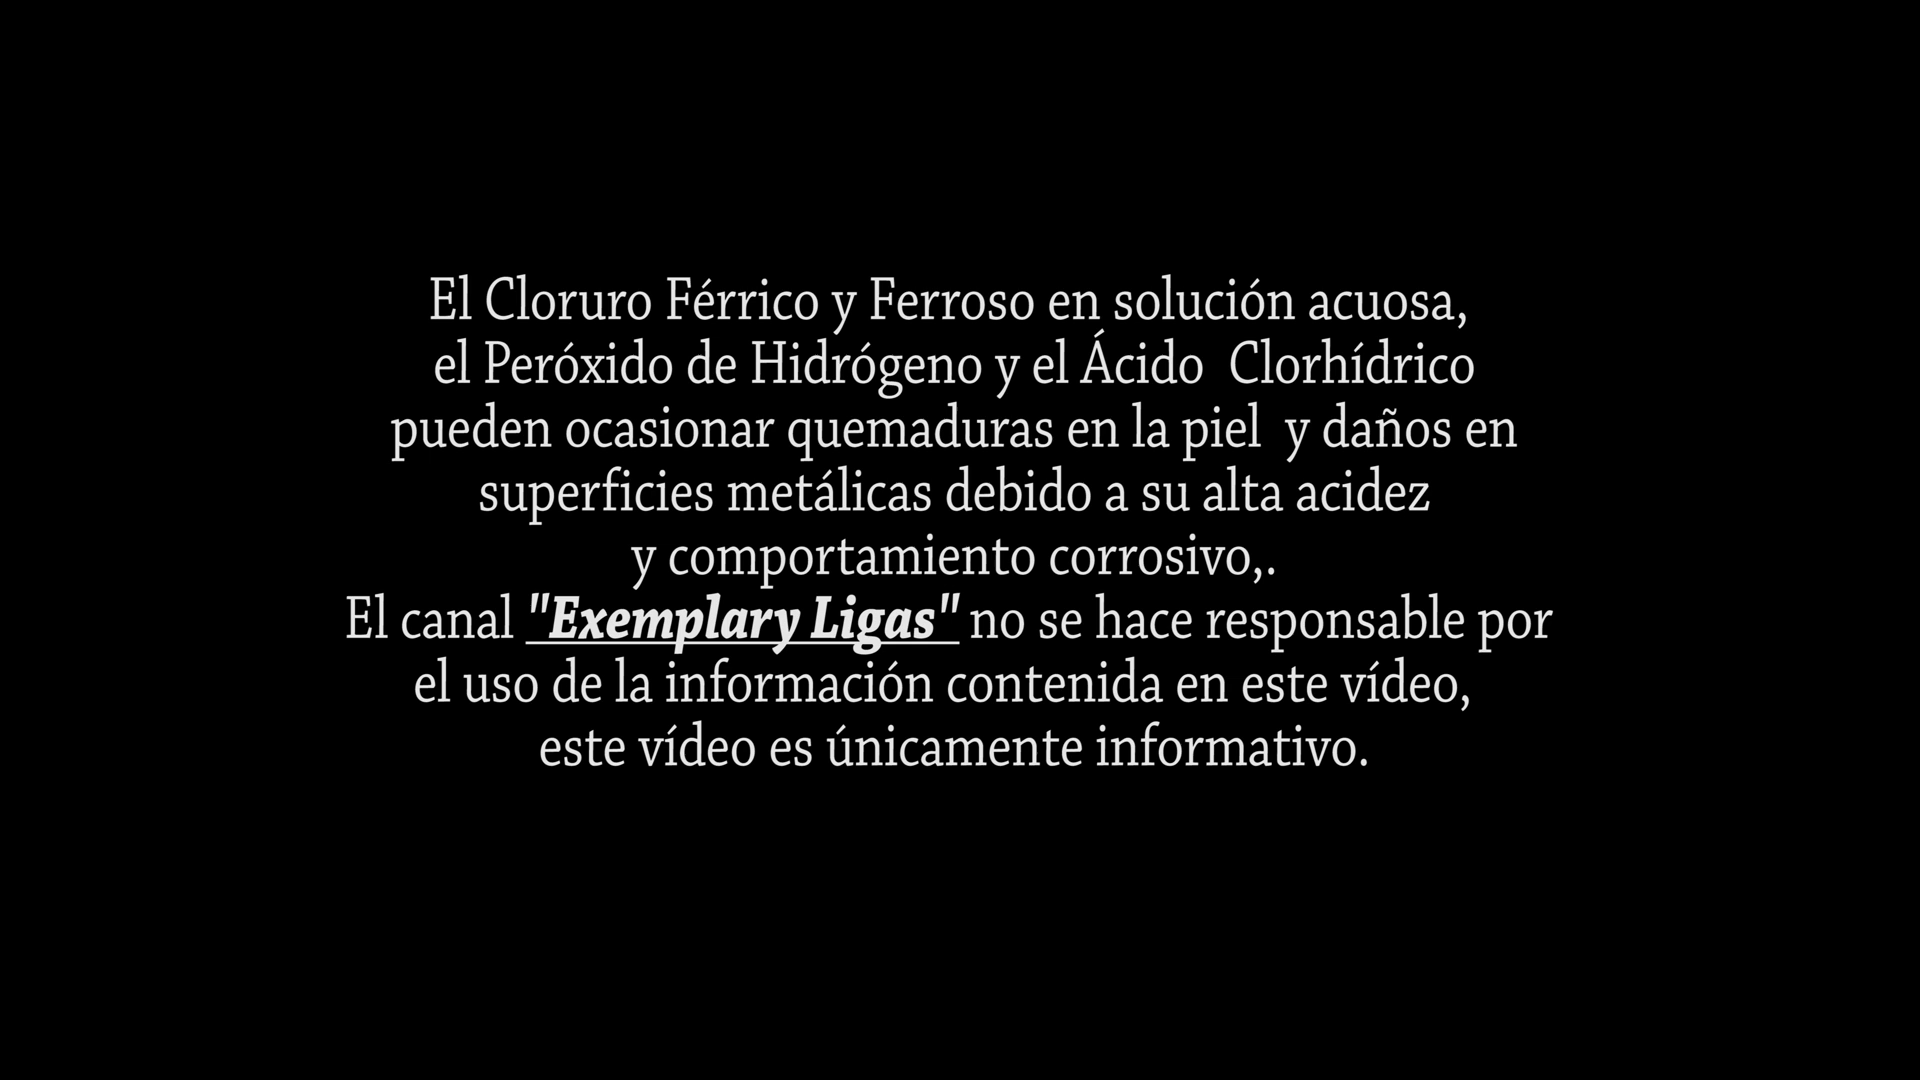 El Cloruro Férrico y Ferroso en solución acuosa,
el Peróxido de Hidrógeno y el Ácido  Clorhídrico
pueden ocasionar quemaduras en la piel  y daños en
superficies metálicas debido a su alta acidez
y comportamiento corrosivo,.
El canal "Exemplary Ligas" no se hace responsable por
el uso de la información contenida en este vídeo,
este vídeo es únicamente informativo.